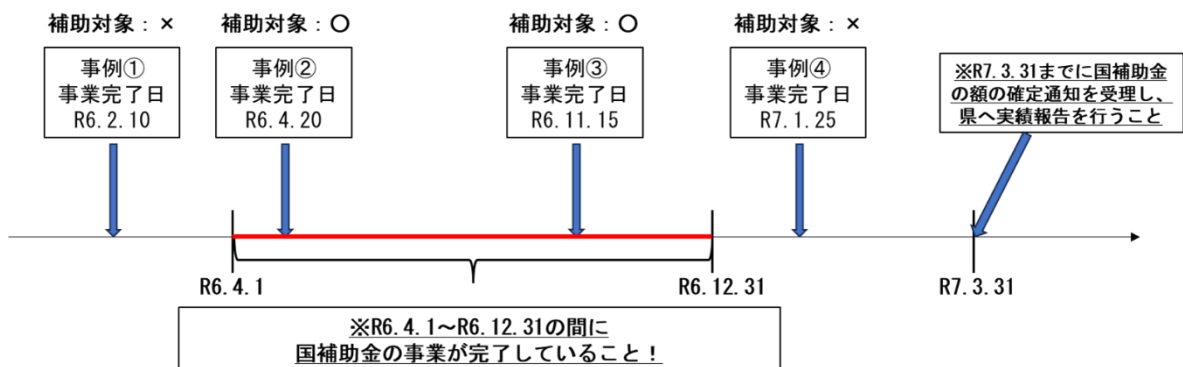 補助対象：×
補助対象：〇
補助対象：〇
補助対象：×
事例①
事業完了日
R6.2.10
事例②
事業完了日
R6.4.20
事例③
事業完了日
R6.11.15
事例④
事業完了日
R7.1.25
※R7.3.31までに国補助金
の額の確定通知を受理し、
県へ実績報告を行うこと
R6.4.1
R6.12.31
R7.3.31
※R6.4.1～R6.12.31の間に
国補助金の事業が完了していること！